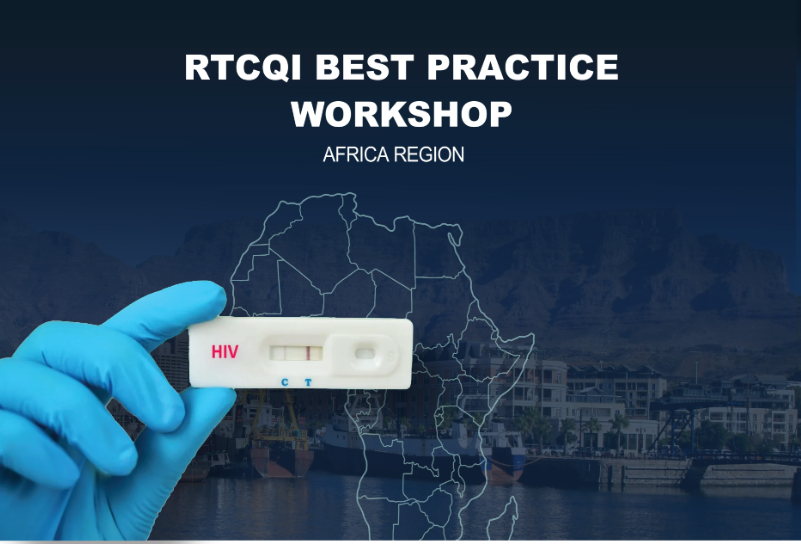 RTCQI BEST PRACTICE
WORKSHOP
AFRICA REGION
HIV
C T